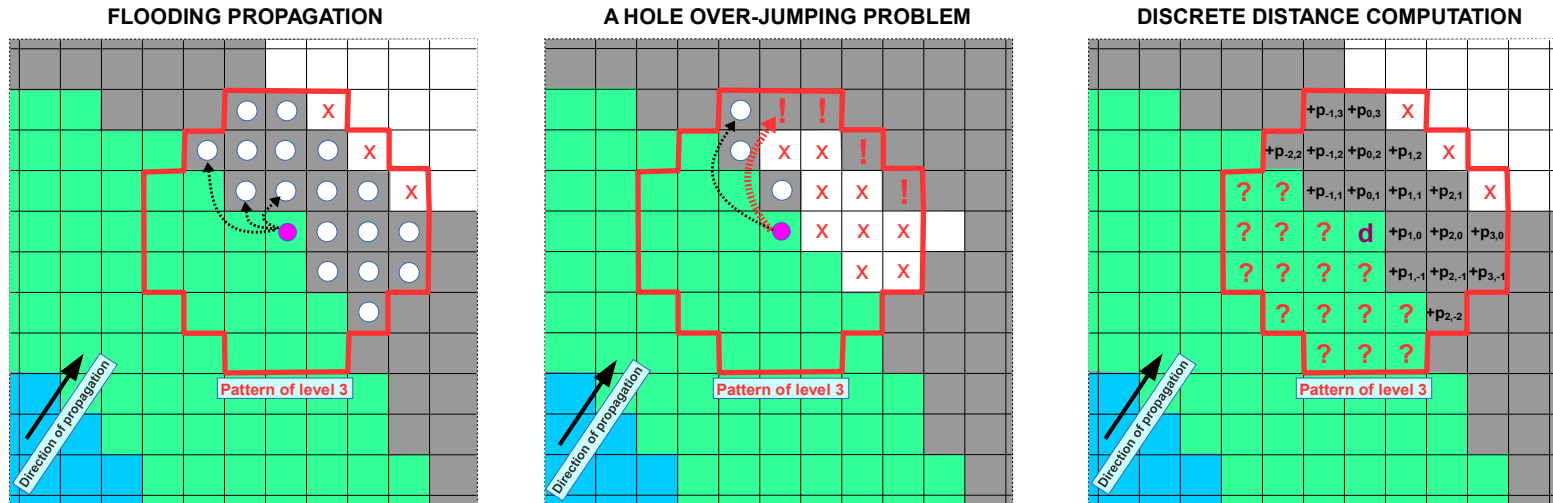 FLOODING PROPAGATION
X
X
X
Pattern of level 3
Direction of propagation
A HOLE OVER-JUMPING PROBLEM
! !
X X !
X X !
X X X
X X
Pattern of level 3
Direction of propagation
DISCRETE DISTANCE COMPUTATION
+p-1,3 +p0,3 X
+p-2,2 +p-1,2 +p0,2 +p1,2 X
? ? +p-1,1 +p0,1 +p1,1 +p2,1 X
? ? ? d +p1,0 +p2,0 +p3,0
? ? ? ? +p1,-1 +p2,-1 +p3,-1
? ? ? ? +p2,-2
? ? ?
Pattern of level 3
Direction of propagation